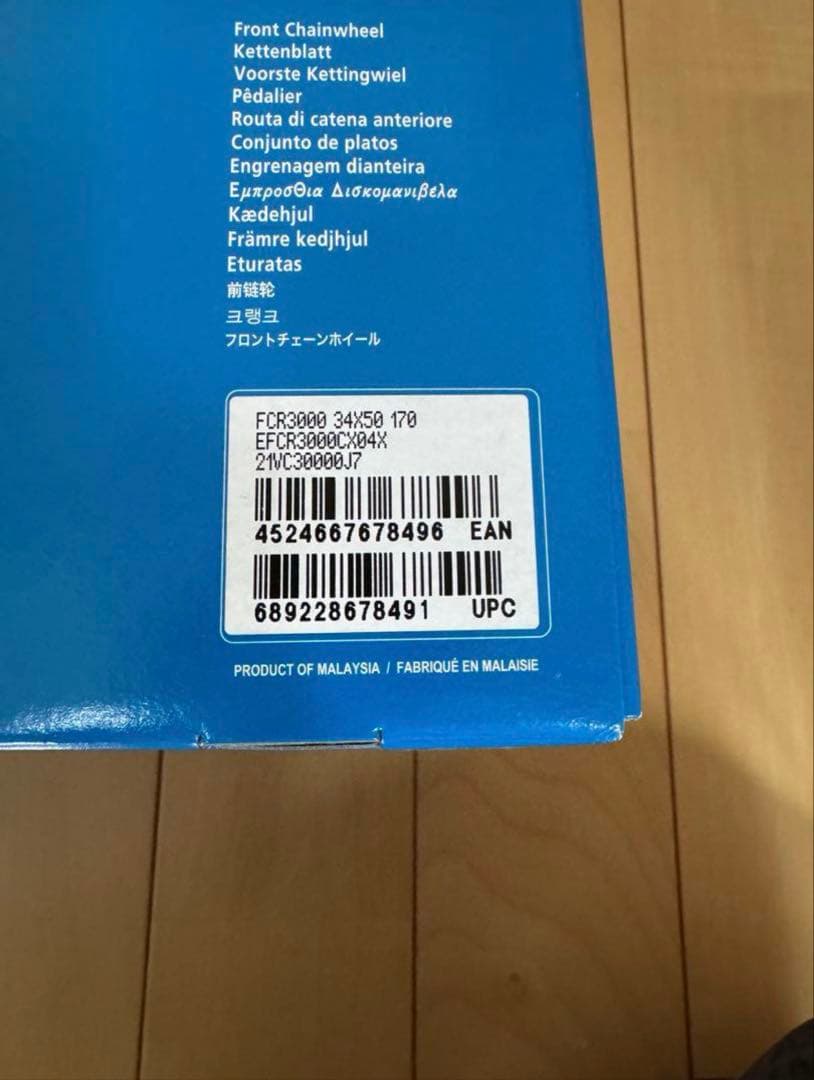 Front Chainwheel
Kettenblatt
Voorste Kettingwiel
Pêdalier
Routa di catena anteriore
Conjunto de platos
Engrenagem dianteira
ΕμπροσΘια Δισκομανιβελα
Kædehjul
Främre kedjhjul
Eturatas
前链轮
크랭크
フロントチェーンホイール
FCR3000 34X50 170
EFCR3000CX04X
21VC30000J7
4524667678496 EAN
689228678491 UPC
PRODUCT OF MALAYSIA / FABRIQUÉ EN MALAISIE